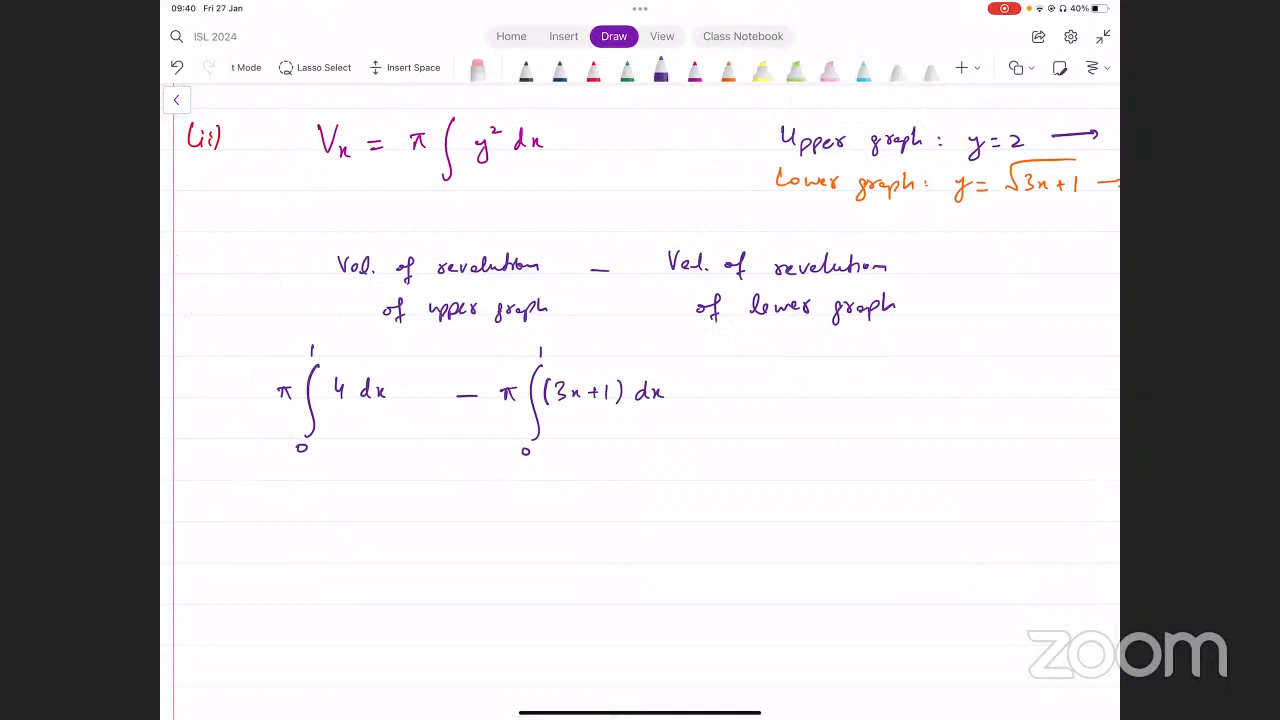 09:40 Fri 27 Jan
40%
ISL 2024
Home Insert Draw View Class Notebook
t Mode Lasso Select Insert Space
(ii) Vx = π ∫ y² dx
Upper graph: y = 2 →
Lower graph: y = √3x+1 →
Vol. of revolution − Vol. of revolution
of upper graph of lower graph
π ∫₀¹ 4 dx − π ∫₀¹ (3x+1) dx
zoom